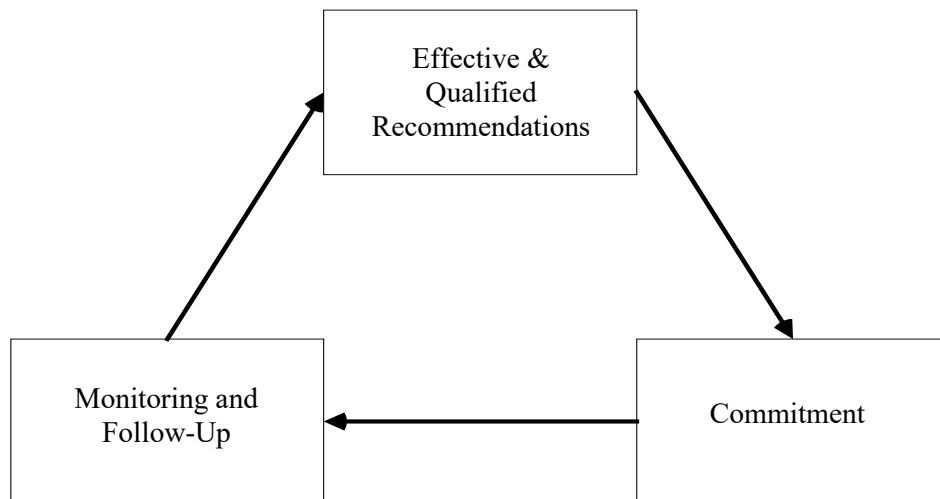 Effective &
Qualified
Recommendations
Monitoring and
Follow-Up
Commitment